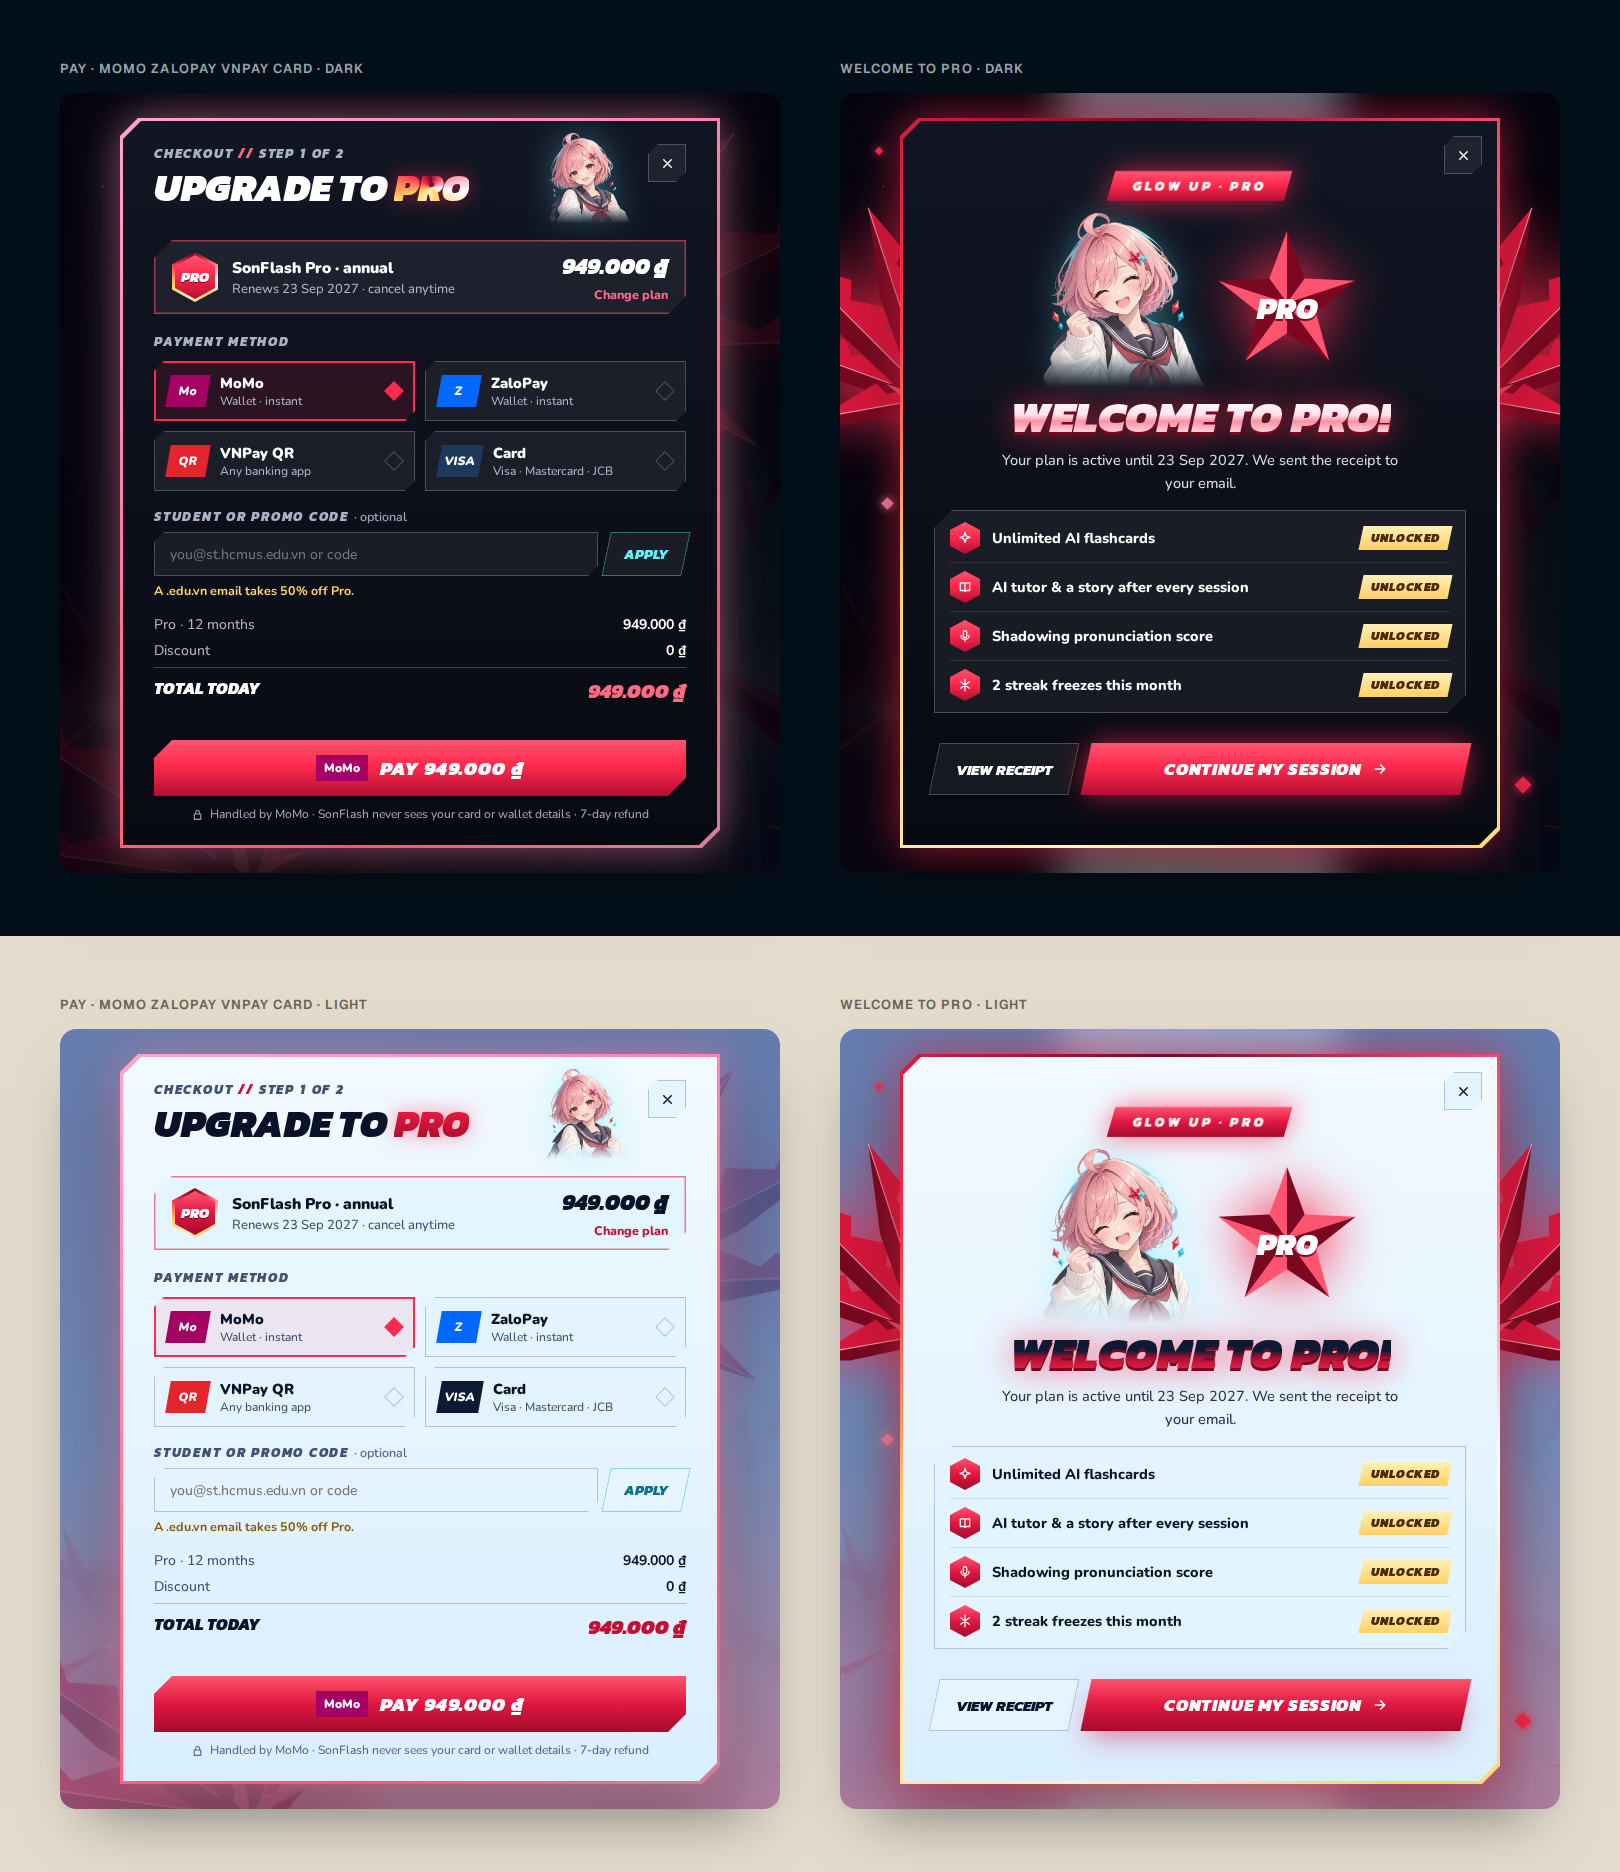 PAY · MOMO ZALOPAY VNPAY CARD · DARK
CHECKOUT // STEP 1 OF 2
UPGRADE TO PRO
PRO
SonFlash Pro · annual
Renews 23 Sep 2027 · cancel anytime
949.000 ₫
Change plan
PAYMENT METHOD
Mo
MoMo
Wallet · instant
Z
ZaloPay
Wallet · instant
QR
VNPay QR
Any banking app
VISA
Card
Visa · Mastercard · JCB
STUDENT OR PROMO CODE · optional
you@st.hcmus.edu.vn or code
APPLY
A .edu.vn email takes 50% off Pro.
Pro · 12 months 949.000 ₫
Discount 0 ₫
TOTAL TODAY 949.000 ₫
MoMo PAY 949.000 ₫
Handled by MoMo · SonFlash never sees your card or wallet details · 7-day refund
WELCOME TO PRO · DARK
GLOW UP · PRO
PRO
WELCOME TO PRO!
Your plan is active until 23 Sep 2027. We sent the receipt to
your email.
Unlimited AI flashcards UNLOCKED
AI tutor & a story after every session UNLOCKED
Shadowing pronunciation score UNLOCKED
2 streak freezes this month UNLOCKED
VIEW RECEIPT
CONTINUE MY SESSION →
PAY · MOMO ZALOPAY VNPAY CARD · LIGHT
CHECKOUT // STEP 1 OF 2
UPGRADE TO PRO
PRO
SonFlash Pro · annual
Renews 23 Sep 2027 · cancel anytime
949.000 ₫
Change plan
PAYMENT METHOD
Mo
MoMo
Wallet · instant
Z
ZaloPay
Wallet · instant
QR
VNPay QR
Any banking app
VISA
Card
Visa · Mastercard · JCB
STUDENT OR PROMO CODE · optional
you@st.hcmus.edu.vn or code
APPLY
A .edu.vn email takes 50% off Pro.
Pro · 12 months 949.000 ₫
Discount 0 ₫
TOTAL TODAY 949.000 ₫
MoMo PAY 949.000 ₫
Handled by MoMo · SonFlash never sees your card or wallet details · 7-day refund
WELCOME TO PRO · LIGHT
GLOW UP · PRO
PRO
WELCOME TO PRO!
Your plan is active until 23 Sep 2027. We sent the receipt to
your email.
Unlimited AI flashcards UNLOCKED
AI tutor & a story after every session UNLOCKED
Shadowing pronunciation score UNLOCKED
2 streak freezes this month UNLOCKED
VIEW RECEIPT
CONTINUE MY SESSION →